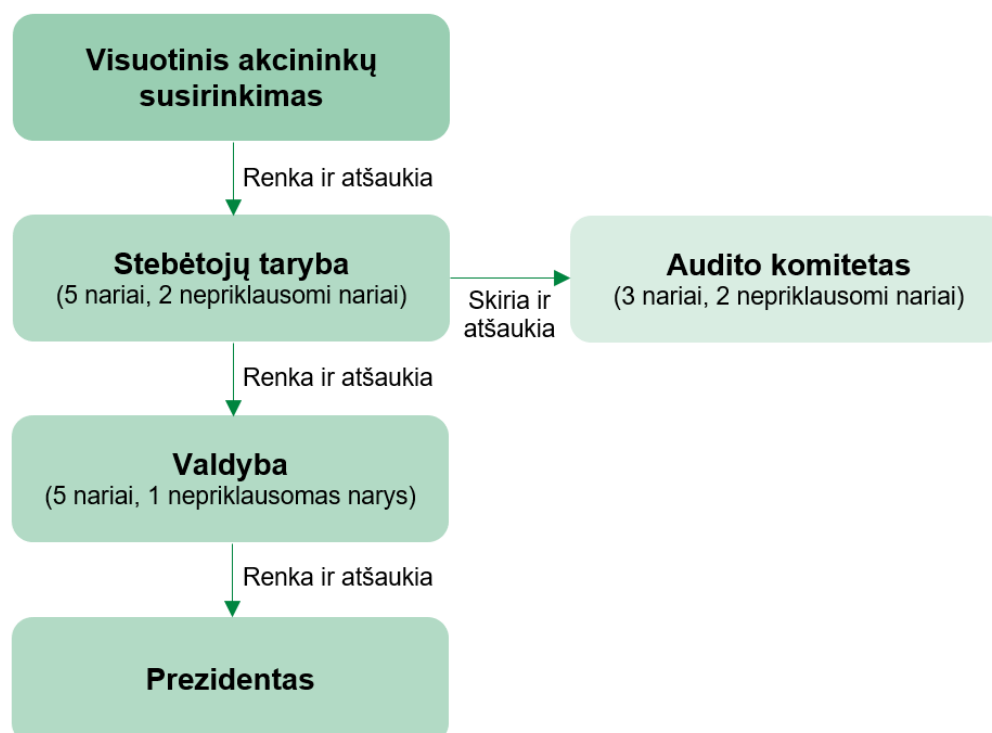 Visuotinis akcininkų
susirinkimas
Renka ir atšaukia
Stebėtojų taryba
(5 nariai, 2 nepriklausomi nariai)
Skiria ir
atšaukia
Audito komitetas
(3 nariai, 2 nepriklausomi nariai)
Renka ir atšaukia
Valdyba
(5 nariai, 1 nepriklausomas narys)
Renka ir atšaukia
Prezidentas